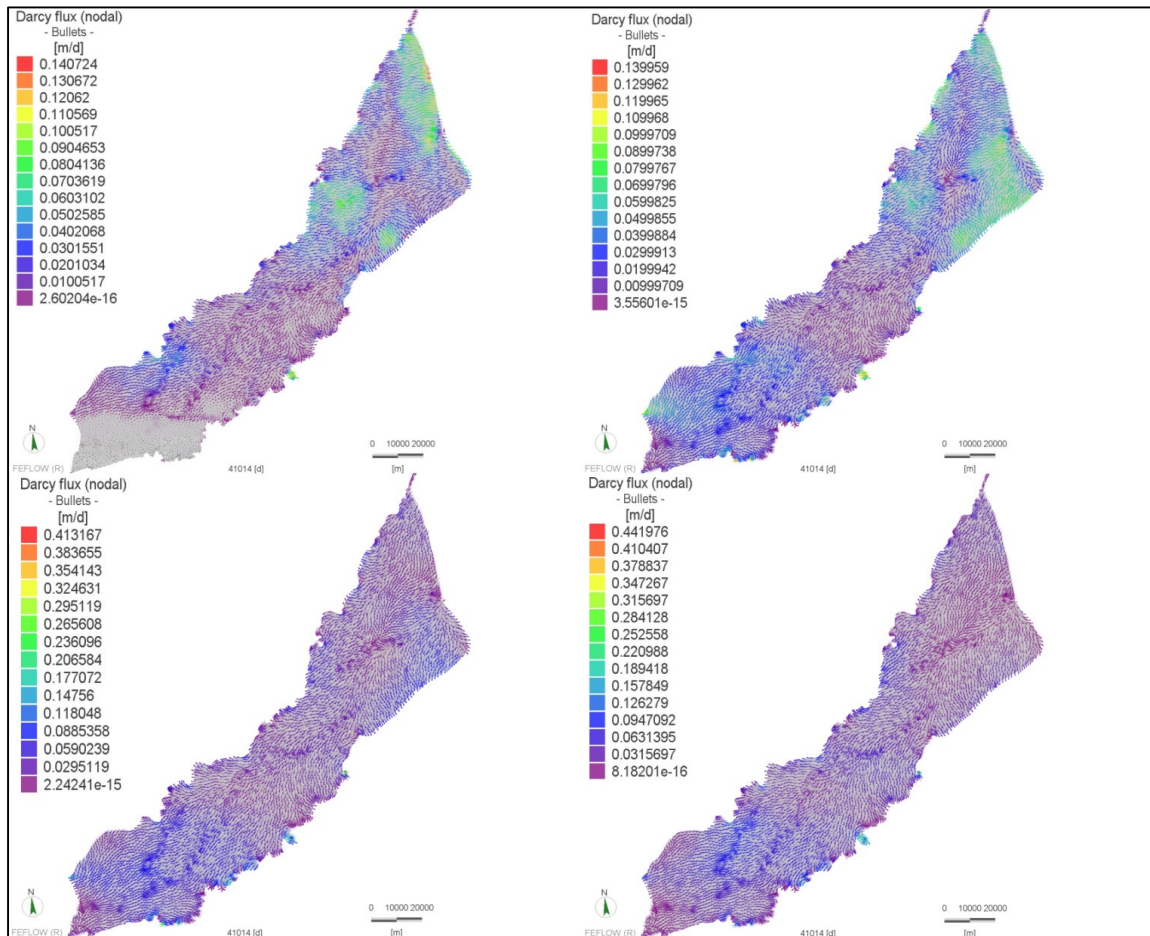 Darcy flux (nodal)
- Bullets -
[m/d]
0.140724
0.130672
0.12062
0.110569
0.100517
0.0904653
0.0804136
0.0703619
0.0603102
0.0502585
0.0402068
0.0301551
0.0201034
0.0100517
2.60204e-16
N
FEFLOW (R)
41014 [d]
0 10000 20000
[m]
Darcy flux (nodal)
- Bullets -
[m/d]
0.139959
0.129962
0.119965
0.109968
0.0999709
0.0899738
0.0799767
0.0699796
0.0599825
0.0499855
0.0399884
0.0299913
0.0199942
0.00999709
3.55601e-15
N
FEFLOW (R)
41014 [d]
0 10000 20000
[m]
Darcy flux (nodal)
- Bullets -
[m/d]
0.413167
0.383655
0.354143
0.324631
0.295119
0.265608
0.236096
0.206584
0.177072
0.14756
0.118048
0.0885358
0.0590239
0.0295119
2.24241e-15
N
FEFLOW (R)
41014 [d]
0 10000 20000
[m]
Darcy flux (nodal)
- Bullets -
[m/d]
0.441976
0.410407
0.378837
0.347267
0.315697
0.284128
0.252558
0.220988
0.189418
0.157849
0.126279
0.0947092
0.0631395
0.0315697
8.18201e-16
N
FEFLOW (R)
41014 [d]
0 10000 20000
[m]